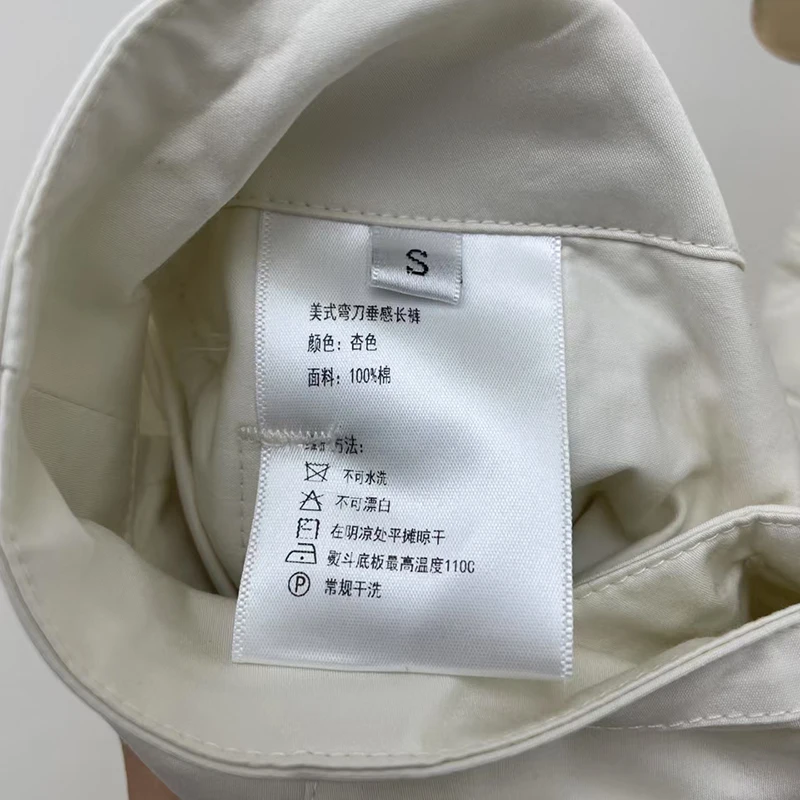 S
美式弯刀垂感长裤
颜色: 杏色
面料: 100%棉
方法:
不可水洗
不可漂白
在阴凉处平摊晾干
熨斗底板最高温度110C
P 常规干洗